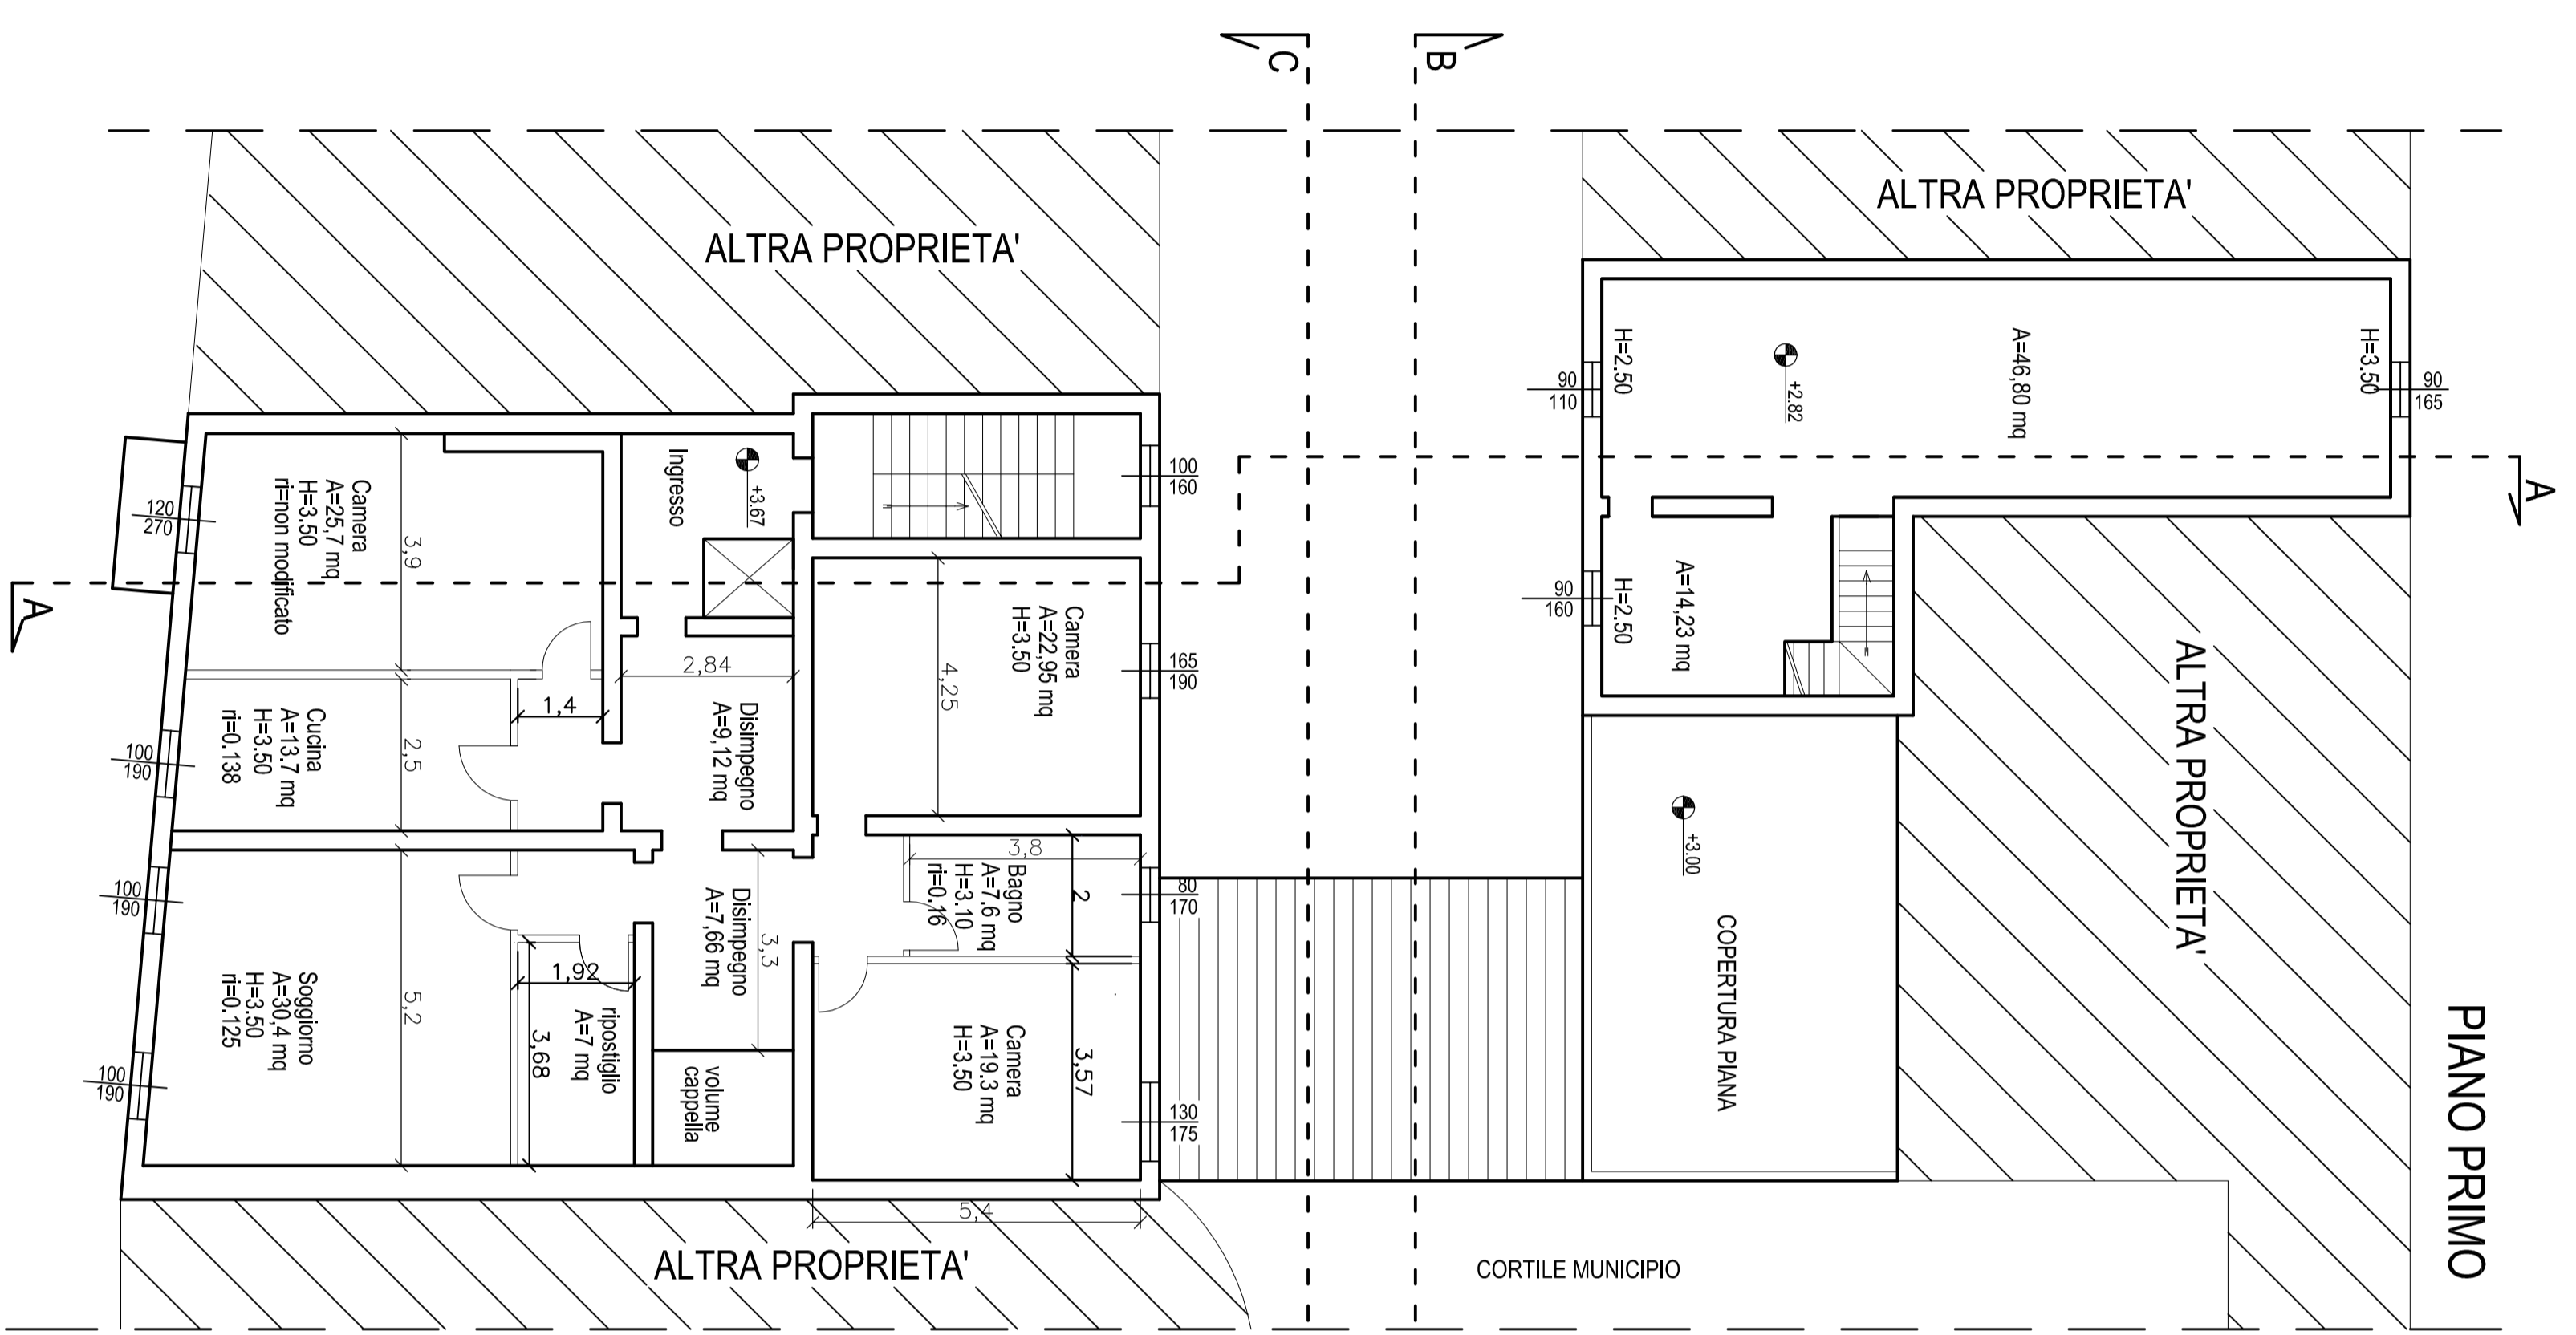 C
B
ALTRA PROPRIETA'
ALTRA PROPRIETA'
H=2.50
A=46,80 mq
H=3.50
+2.82
90
110
90
165
A
Camera
A=25,7 mq
H=3.50
ri=non modificato
120
270
3,9
Ingresso
+3.67
100
160
A
Camera
A=22,95 mq
H=3.50
4,25
165
190
2,84
1,4
90
160
H=2.50
A=14,23 mq
ALTRA PROPRIETA'
Cucina
A=13.7 mq
H=3.50
ri=0.138
100
190
2,5
Disimpegno
A=9,12 mq
+3.00
COPERTURA PIANA
100
190
3,8
Bagno
A=7.6 mq
H=3.10
ri=0.16
2
80
170
Disimpegno
A=7,66 mq
3,3
Soggiorno
A=30,4 mq
H=3.50
ri=0.125
100
190
5,2
1,92
3,68
ripostiglio
A=7 mq
volume
cappella
Camera
A=19,3 mq
H=3.50
3,57
130
175
5,4
ALTRA PROPRIETA'
CORTILE MUNICIPIO
PIANO PRIMO